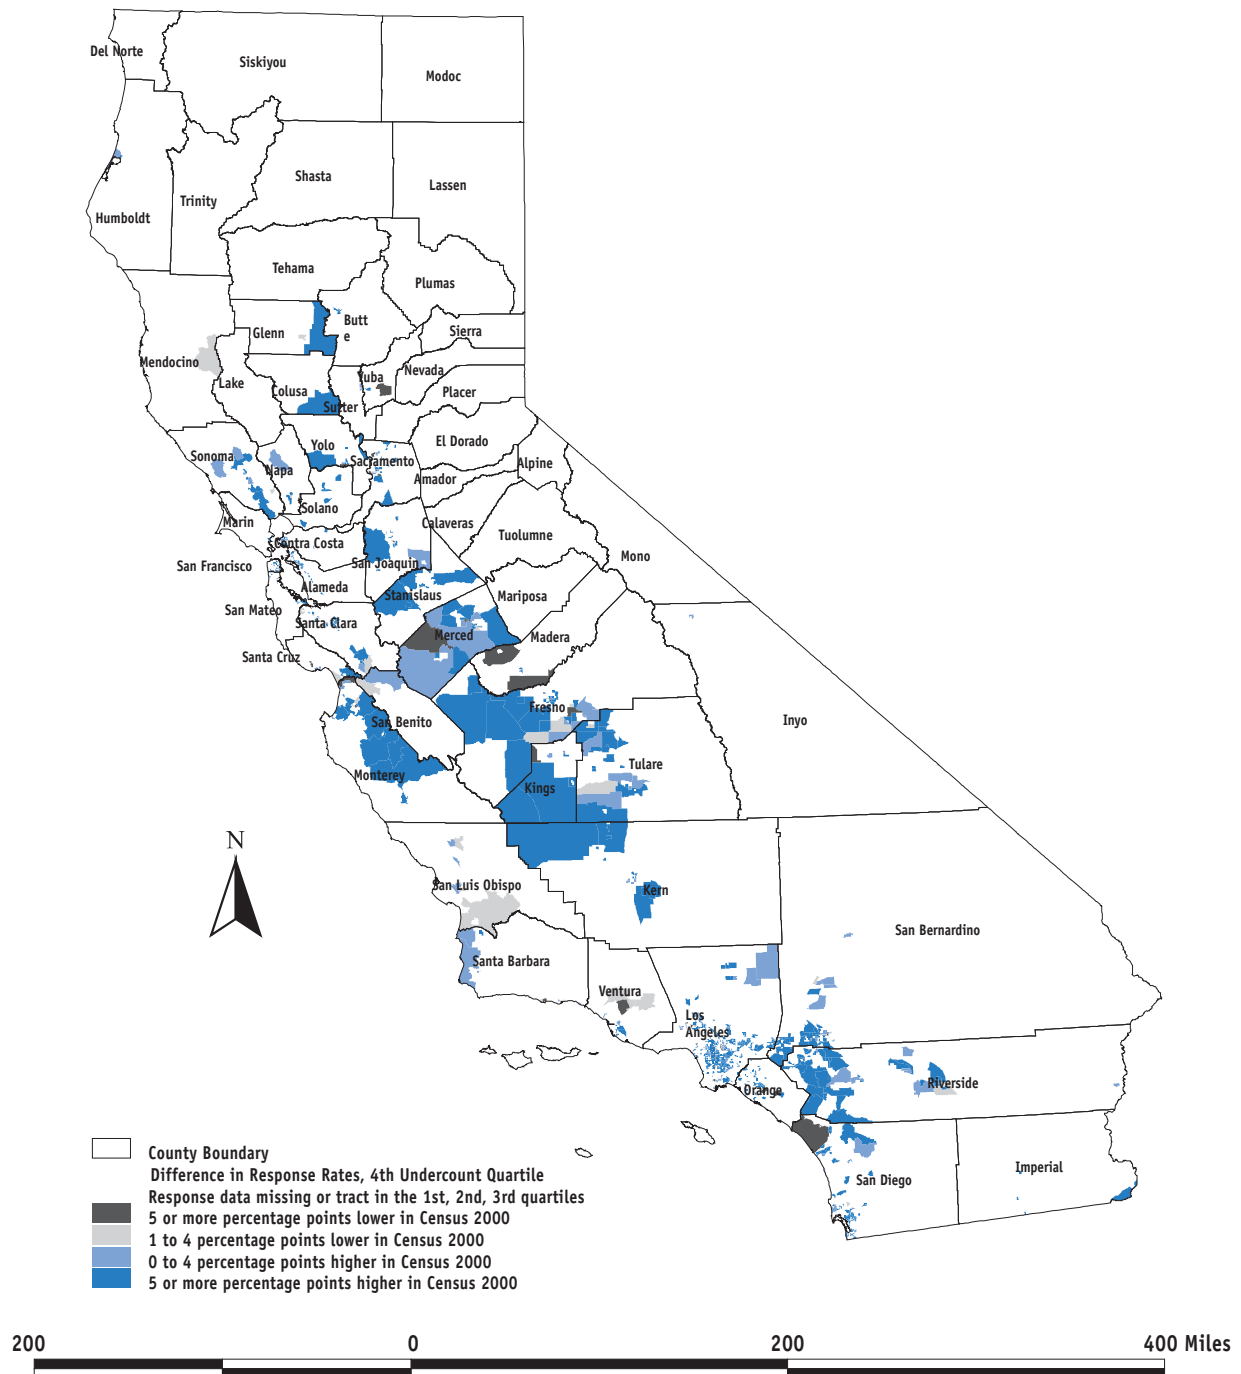 Del Norte
Siskiyou
Modoc
Shasta
Lassen
Trinity
Humboldt
Tehama
Plumas
Butt
e
Glenn
Sierra
Mendocino
Lake
Colusa
Yuba
Nevada
Placer
Sutter
Yolo
El Dorado
Sonoma
Napa
Sacramento
Alpine
Amador
Solano
Marin
Calaveras
Tuolumne
Contra Costa
San Joaquin
Mono
San Francisco
Alameda
Stanislaus
Mariposa
San Mateo
Santa Clara
Merced
Madera
Santa Cruz
Fresno
San Benito
Inyo
Tulare
Monterey
Kings
N
San Luis Obispo
Kern
San Bernardino
Santa Barbara
Ventura
Los
Angeles
Orange
Riverside
San Diego
Imperial
County Boundary
Difference in Response Rates, 4th Undercount Quartile
Response data missing or tract in the 1st, 2nd, 3rd quartiles
5 or more percentage points lower in Census 2000
1 to 4 percentage points lower in Census 2000
0 to 4 percentage points higher in Census 2000
5 or more percentage points higher in Census 2000
200 0 200 400 Miles